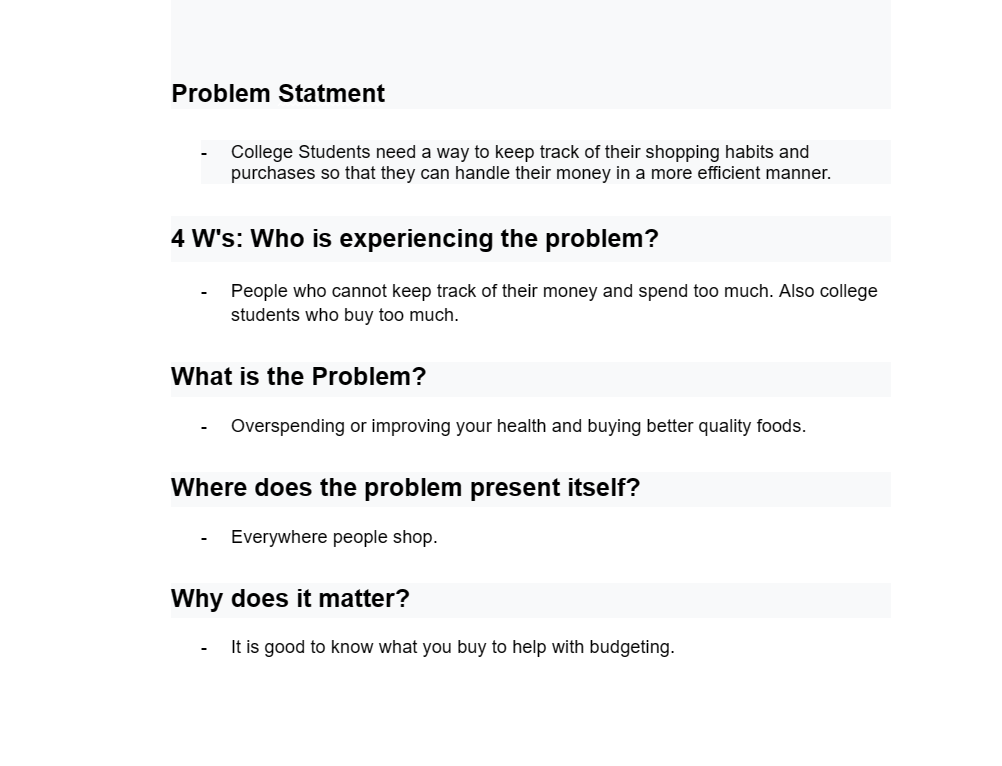 Problem Statment
- College Students need a way to keep track of their shopping habits and
purchases so that they can handle their money in a more efficient manner.
4 W's: Who is experiencing the problem?
- People who cannot keep track of their money and spend too much. Also college
students who buy too much.
What is the Problem?
- Overspending or improving your health and buying better quality foods.
Where does the problem present itself?
- Everywhere people shop.
Why does it matter?
- It is good to know what you buy to help with budgeting.